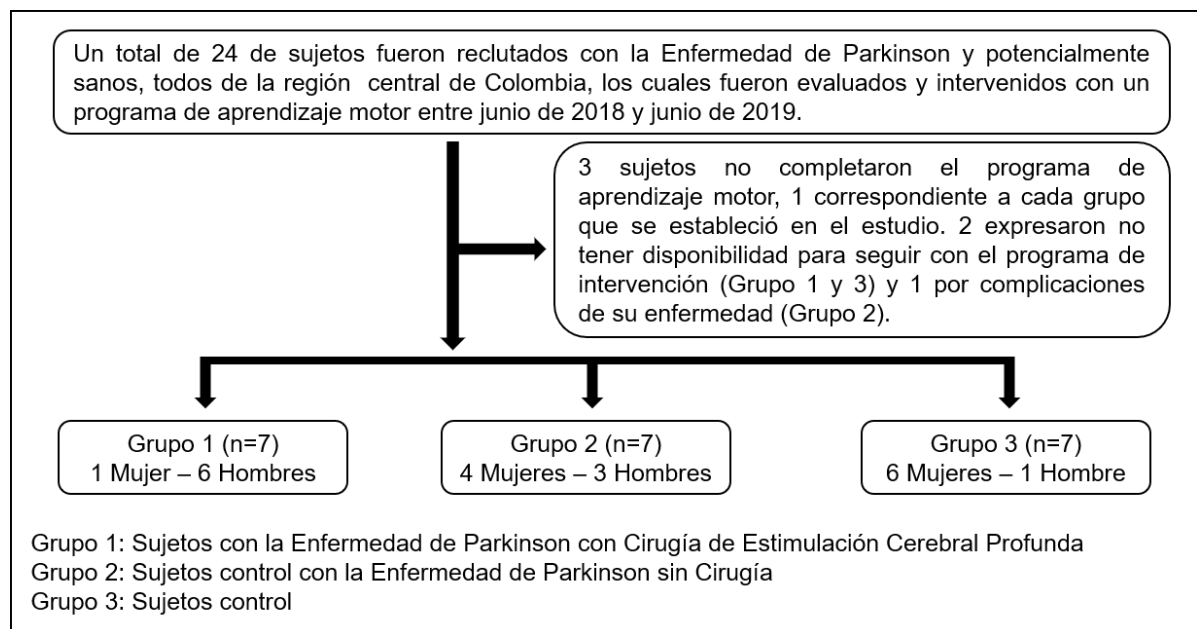 Un total de 24 de sujetos fueron reclutados con la Enfermedad de Parkinson y potencialmente
sanos, todos de la región central de Colombia, los cuales fueron evaluados y intervenidos con un
programa de aprendizaje motor entre junio de 2018 y junio de 2019.
3 sujetos no completaron el programa de
aprendizaje motor, 1 correspondiente a cada grupo
que se estableció en el estudio. 2 expresaron no
tener disponibilidad para seguir con el programa de
intervención (Grupo 1 y 3) y 1 por complicaciones
de su enfermedad (Grupo 2).
Grupo 1 (n=7)
1 Mujer – 6 Hombres
Grupo 2 (n=7)
4 Mujeres – 3 Hombres
Grupo 3 (n=7)
6 Mujeres – 1 Hombre
Grupo 1: Sujetos con la Enfermedad de Parkinson con Cirugía de Estimulación Cerebral Profunda
Grupo 2: Sujetos control con la Enfermedad de Parkinson sin Cirugía
Grupo 3: Sujetos control